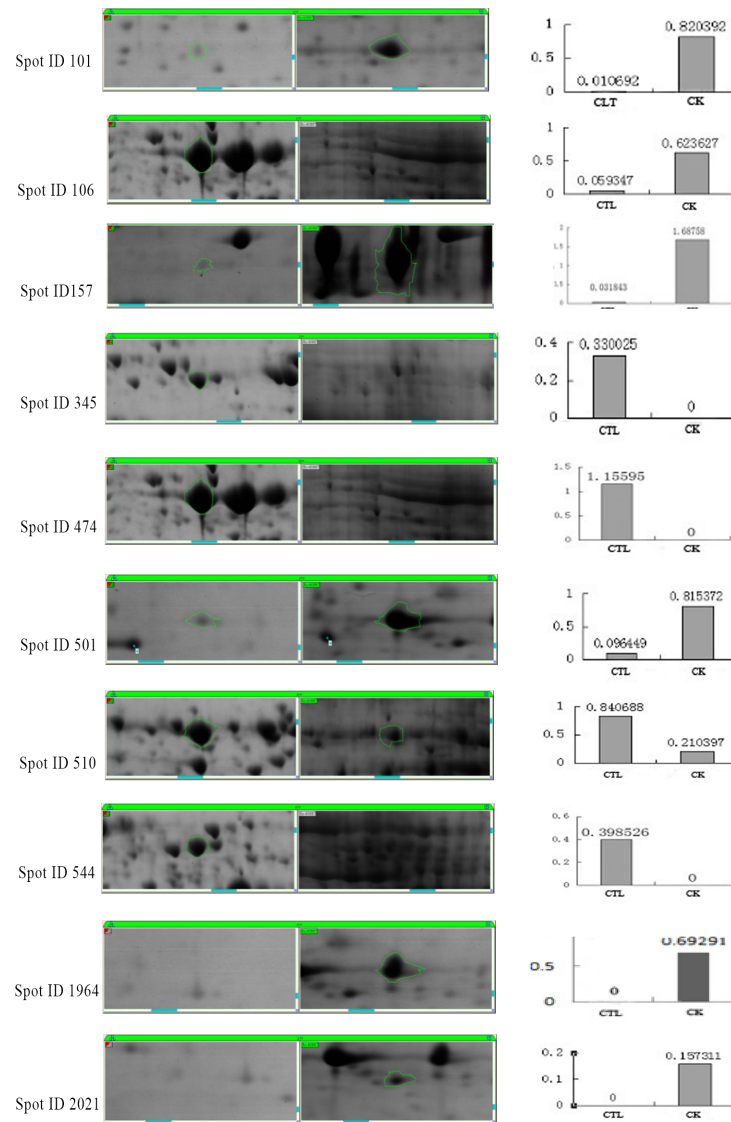 Spot ID 101
1
0.5
0
0.010692
0.820392
CLT
CK
Spot ID 106
1
0.5
0
0.059347
0.623627
CTL
CK
Spot ID157
0.031843
1.68758
Spot ID 345
0.4
0.2
0
0.330025
0
CTL
CK
Spot ID 474
1.5
1
0.5
0
1.15595
0
CTL
CK
Spot ID 501
1
0.5
0
0.096449
0.815372
CTL
CK
Spot ID 510
1
0.5
0
0.840688
0.210397
CTL
CK
Spot ID 544
0.6
0.4
0.2
0
0.398526
0
CTL
CK
Spot ID 1964
0.5
0
0
0.69291
CTL
CK
Spot ID 2021
0.2
0.1
0
0
0.157311
CTL
CK